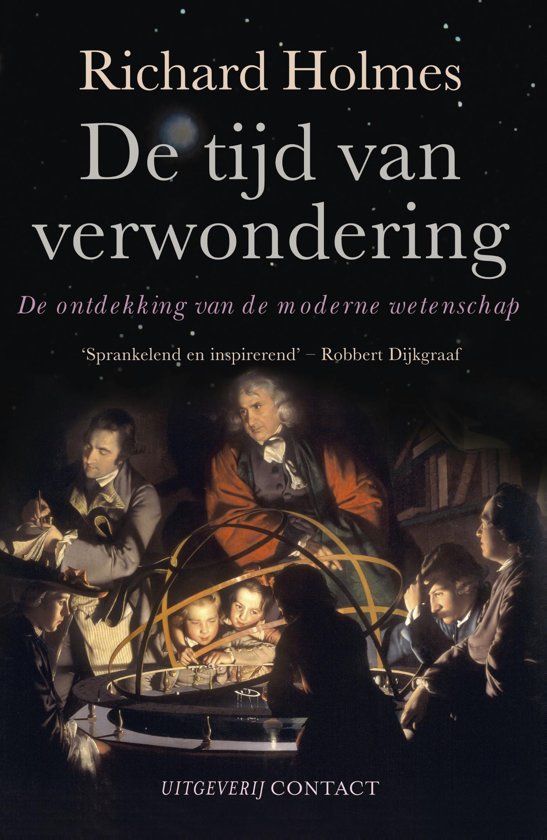 Richard Holmes
De tijd van
verwondering
De ontdekking van de moderne wetenschap
‘Sprankelend en inspirerend’ – Robbert Dijkgraaf
UITGEVERIJ CONTACT